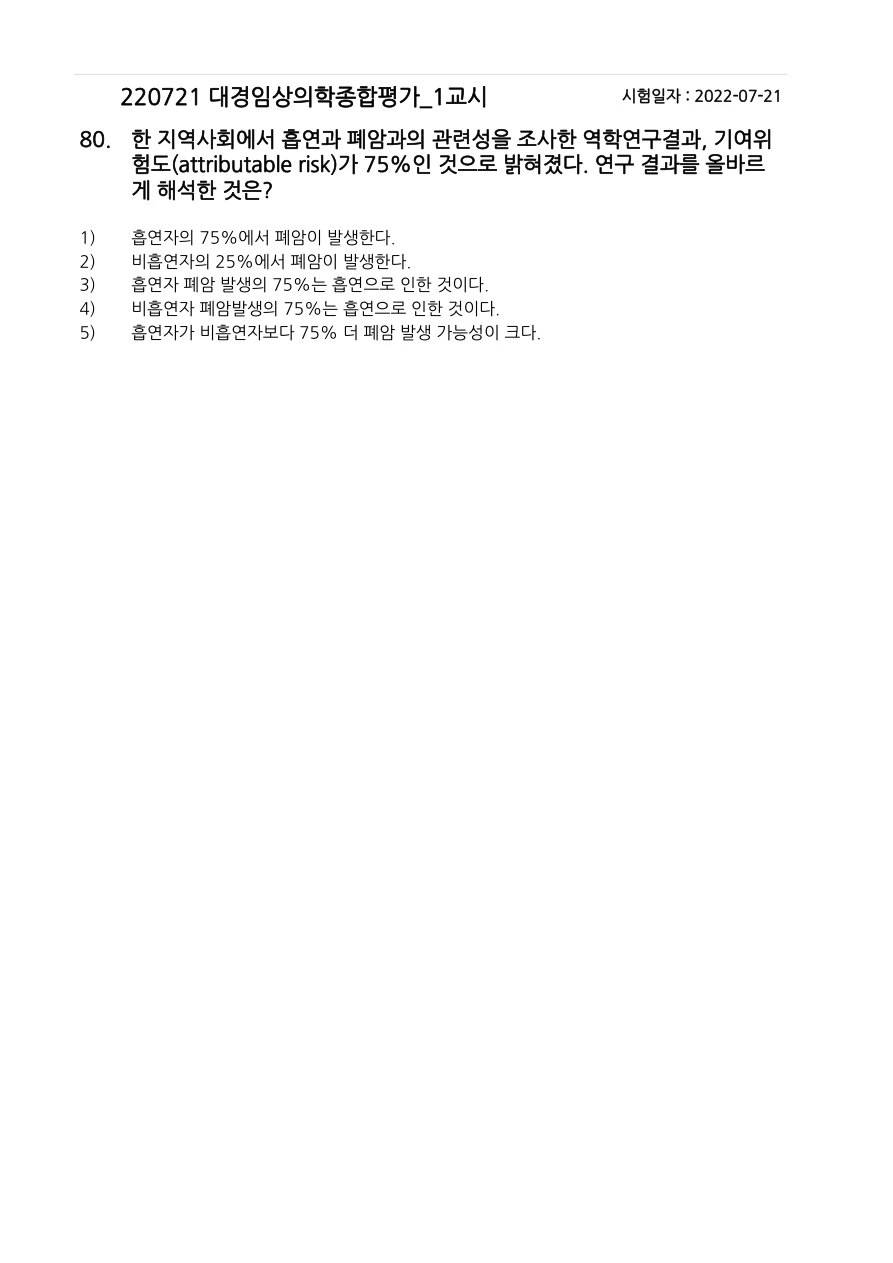 220721 대경임상의학종합평가_1교시 시험일자 : 2022-07-21
80. 한 지역사회에서 흡연과 폐암과의 관련성을 조사한 역학연구결과, 기여위
험도(attributable risk)가 75%인 것으로 밝혀졌다. 연구 결과를 올바르
게 해석한 것은?
1) 흡연자의 75%에서 폐암이 발생한다.
2) 비흡연자의 25%에서 폐암이 발생한다.
3) 흡연자 폐암 발생의 75%는 흡연으로 인한 것이다.
4) 비흡연자 폐암발생의 75%는 흡연으로 인한 것이다.
5) 흡연자가 비흡연자보다 75% 더 폐암 발생 가능성이 크다.